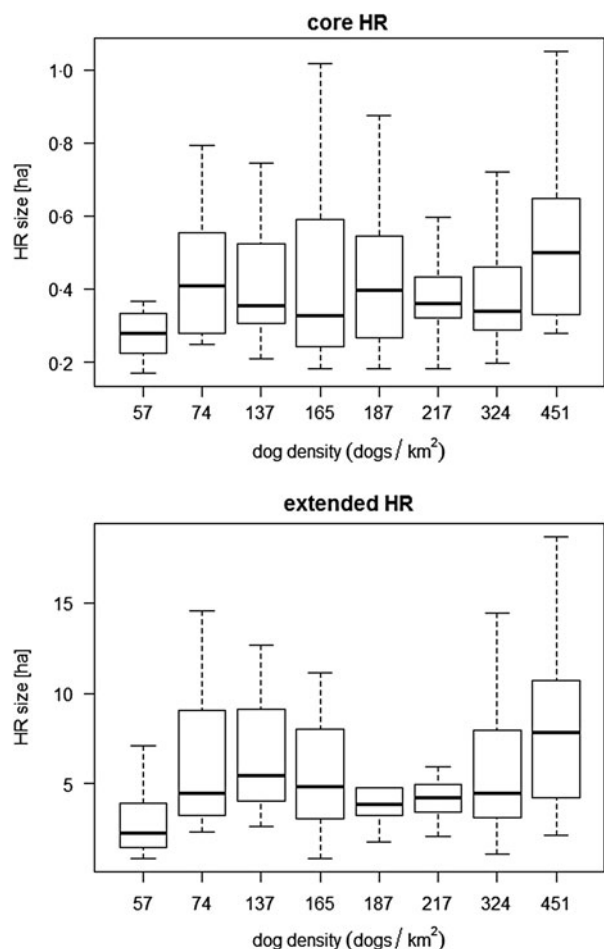 core HR
1·0
0·8
0·6
0·4
0·2
HR size [ha]
57 74 137 165 187 217 324 451
dog density (dogs / km²)
extended HR
15
10
5
HR size [ha]
57 74 137 165 187 217 324 451
dog density (dogs / km²)